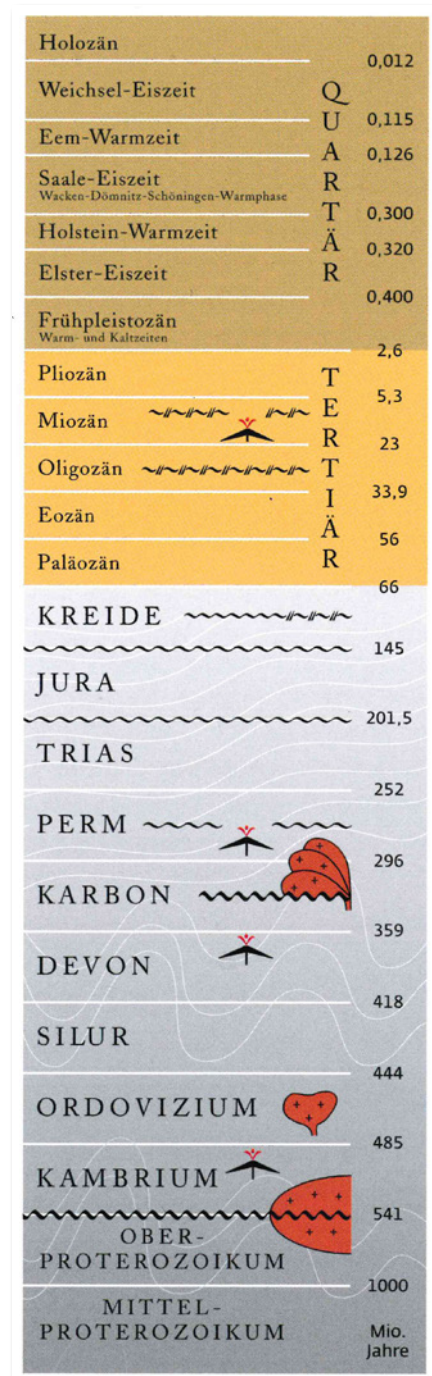 Holozän
0,012
Weichsel-Eiszeit
0,115
Eem-Warmzeit
0,126
Saale-Eiszeit
Wacken-Dömnitz-Schöningen-Warmphase
0,300
Holstein-Warmzeit
0,320
Elster-Eiszeit
0,400
Frühpleistozän
Warm- und Kaltzeiten
QUARTÄR
2,6
Pliozän
5,3
Miozän
23
Oligozän
33,9
Eozän
56
Paläozän
TERTIÄR
66
KREIDE
145
JURA
201,5
TRIAS
252
PERM
296
KARBON
359
DEVON
418
SILUR
444
ORDOVIZIUM
485
KAMBRIUM
541
OBER-
PROTEROZOIKUM
1000
MITTEL-
PROTEROZOIKUM
Mio.
Jahre